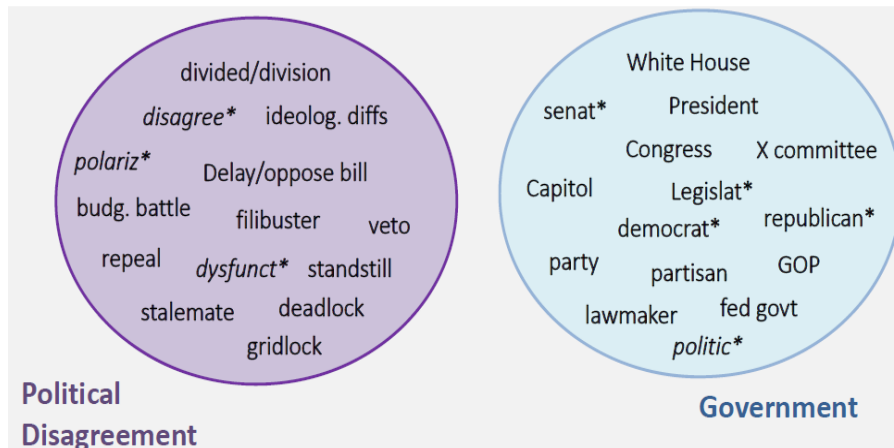 divided/division
disagree*
ideolog. diffs
polariz*
Delay/oppose bill
budg. battle
filibuster
veto
repeal
dysfunct*
standstill
stalemate
deadlock
gridlock
Political
Disagreement
White House
senat*
President
Congress
X committee
Capitol
Legislat*
democrat*
republican*
party
partisan
GOP
lawmaker
fed govt
politic*
Government